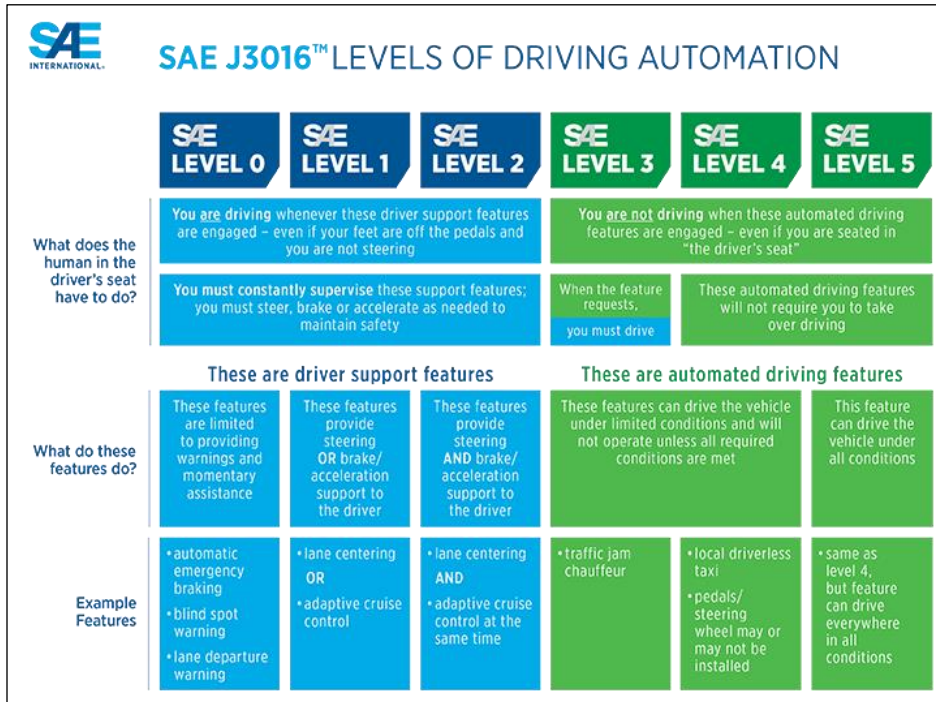 SAE
INTERNATIONAL®
SAE J3016™ LEVELS OF DRIVING AUTOMATION
SAE
LEVEL 0
SAE
LEVEL 1
SAE
LEVEL 2
SAE
LEVEL 3
SAE
LEVEL 4
SAE
LEVEL 5
What does the
human in the
driver's seat
have to do?
You are driving whenever these driver support features
are engaged – even if your feet are off the pedals and
you are not steering
You are not driving when these automated driving
features are engaged – even if you are seated in
"the driver's seat"
You must constantly supervise these support features;
you must steer, brake or accelerate as needed to
maintain safety
When the feature
requests,
you must drive
These automated driving features
will not require you to take
over driving
These are driver support features
These are automated driving features
What do these
features do?
These features
are limited
to providing
warnings and
momentary
assistance
These features
provide
steering
OR brake/
acceleration
support to
the driver
These features
provide
steering
AND brake/
acceleration
support to
the driver
These features can drive the vehicle
under limited conditions and will
not operate unless all required
conditions are met
This feature
can drive the
vehicle under
all conditions
Example
Features
•automatic
emergency
braking
•blind spot
warning
•lane departure
warning
•lane centering
OR
•adaptive cruise
control
•lane centering
AND
•adaptive cruise
control at the
same time
•traffic jam
chauffeur
•local driverless
taxi
•pedals/
steering
wheel may or
may not be
installed
•same as
level 4,
but feature
can drive
everywhere
in all
conditions